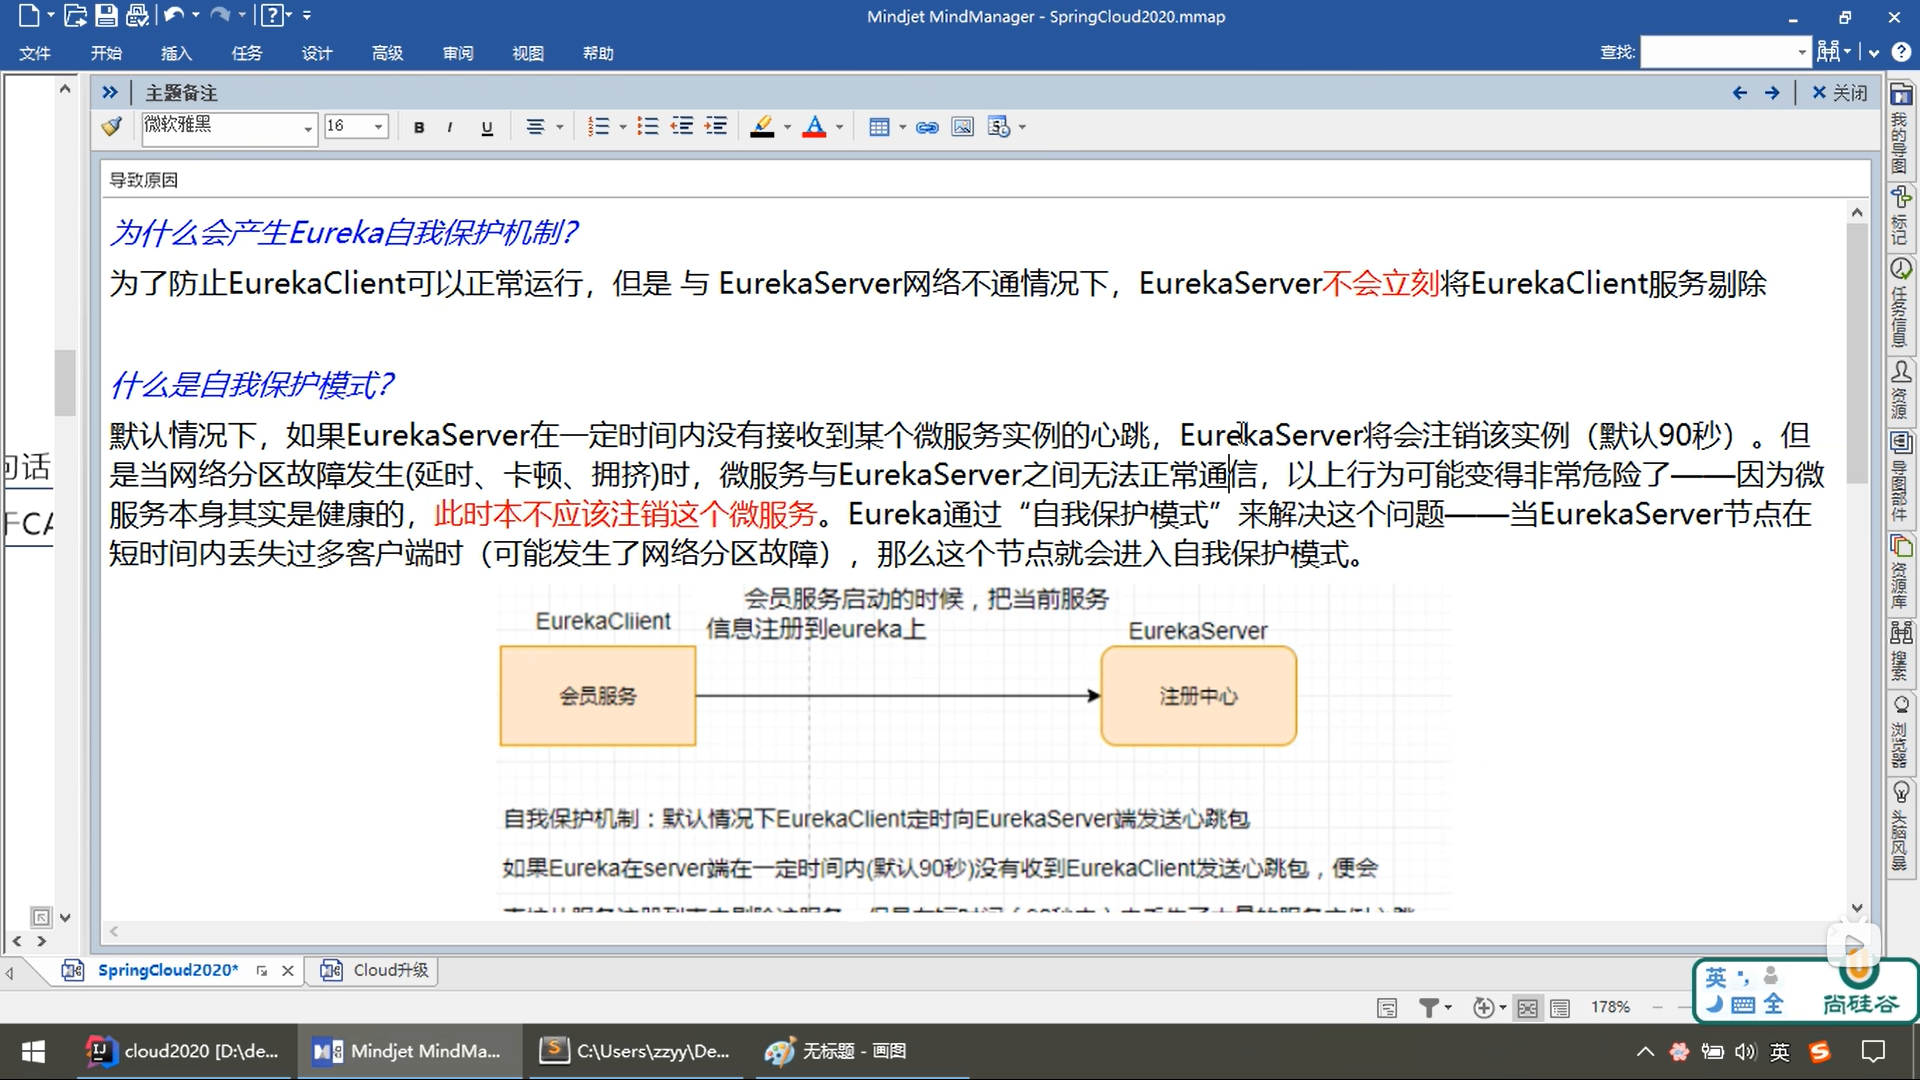 Mindjet MindManager - SpringCloud2020.mmap
文件 开始 插入 任务 设计 高级 审阅 视图 帮助 查找:
主题备注 关闭
微软雅黑 16 B I U A
导致原因
为什么会产生Eureka自我保护机制?
为了防止EurekaClient可以正常运行，但是 与 EurekaServer网络不通情况下，EurekaServer不会立刻将EurekaClient服务剔除
什么是自我保护模式?
默认情况下，如果EurekaServer在一定时间内没有接收到某个微服务实例的心跳，EurekaServer将会注销该实例（默认90秒）。但
是当网络分区故障发生(延时、卡顿、拥挤)时，微服务与EurekaServer之间无法正常通信，以上行为可能变得非常危险了——因为微
服务本身其实是健康的，此时本不应该注销这个微服务。Eureka通过“自我保护模式”来解决这个问题——当EurekaServer节点在
短时间内丢失过多客户端时（可能发生了网络分区故障），那么这个节点就会进入自我保护模式。
会员服务启动的时候，把当前服务
信息注册到eureka上
EurekaCliient
EurekaServer
会员服务
注册中心
自我保护机制：默认情况下EurekaClient定时向EurekaServer端发送心跳包
如果Eureka在server端在一定时间内(默认90秒)没有收到EurekaClient发送心跳包，便会
句话
于CA
我的导图
标记
任务信息
资源
导图部件
资源库
搜索
浏览器
头脑风暴
SpringCloud2020* Cloud升级
178%
英
全
尚硅谷
cloud2020 [D:\de... Mindjet MindMa... C:\Users\zzyy\De... 无标题 - 画图 英